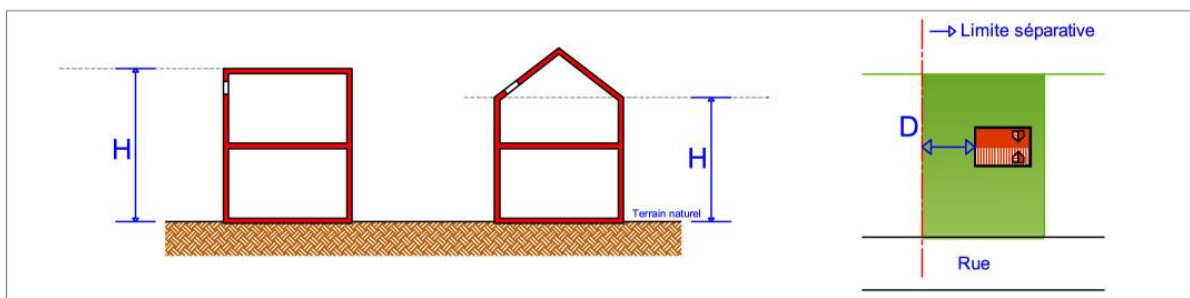 Limite séparative
D
H
H
Terrain naturel
Rue